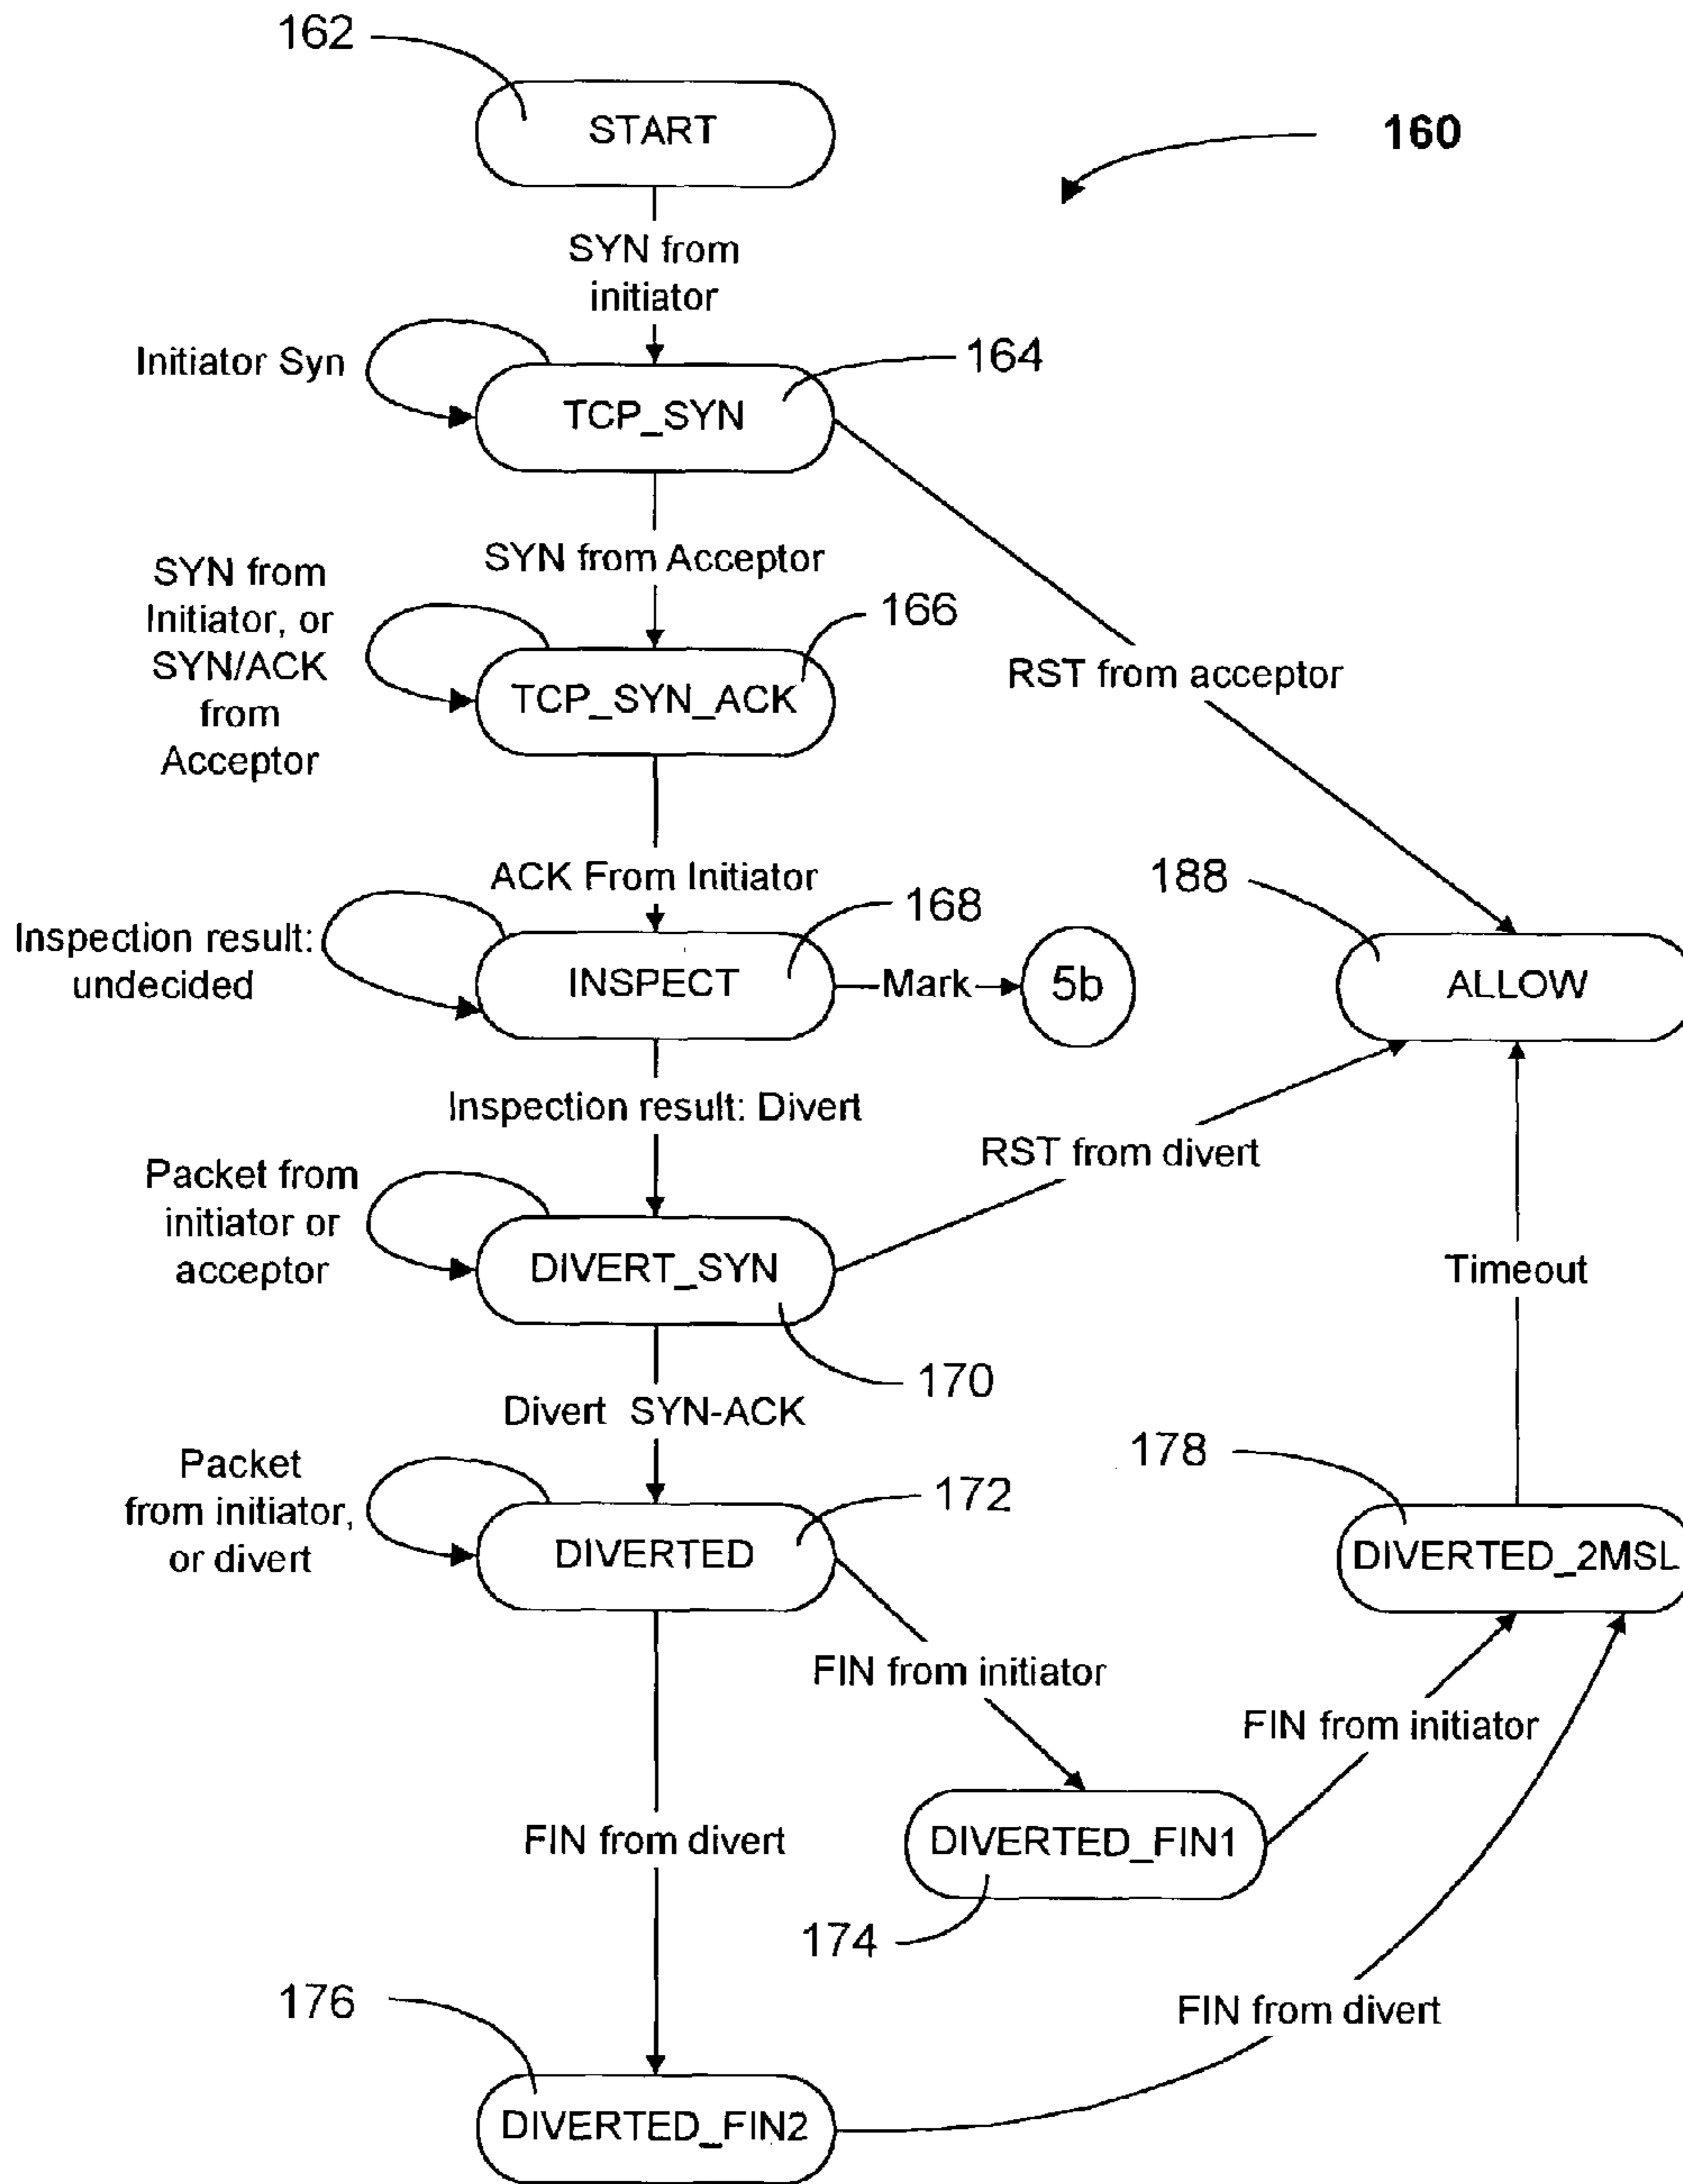 162
START
160
SYN from
initiator
Initiator Syn
164
TCP_SYN
SYN from
Initiator, or
SYN/ACK
from
Acceptor
SYN from Acceptor
166
TCP_SYN_ACK
RST from acceptor
ACK From Initiator
188
168
Inspection result:
undecided
INSPECT
Mark
5b
ALLOW
Inspection result: Divert
RST from divert
Packet from
initiator or
acceptor
DIVERT_SYN
Timeout
170
Divert SYN-ACK
178
Packet
from initiator,
or divert
172
DIVERTED
DIVERTED_2MSL
FIN from initiator
FIN from initiator
FIN from divert
DIVERTED_FIN1
174
176
FIN from divert
DIVERTED_FIN2